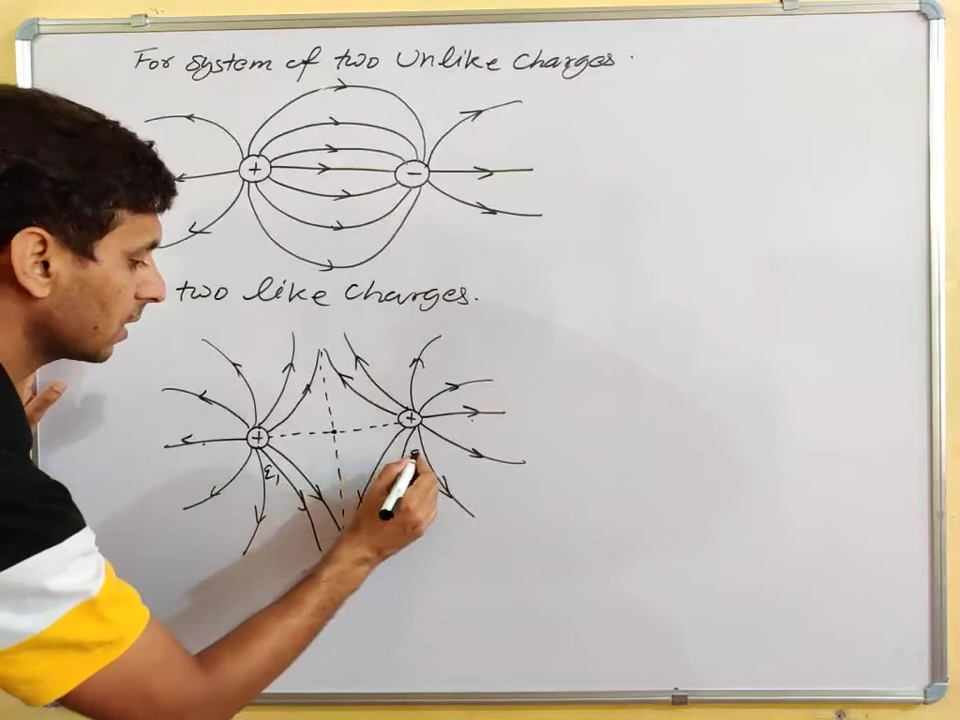 For system of two Unlike Charges.
+ −
two like Charges.
+ +